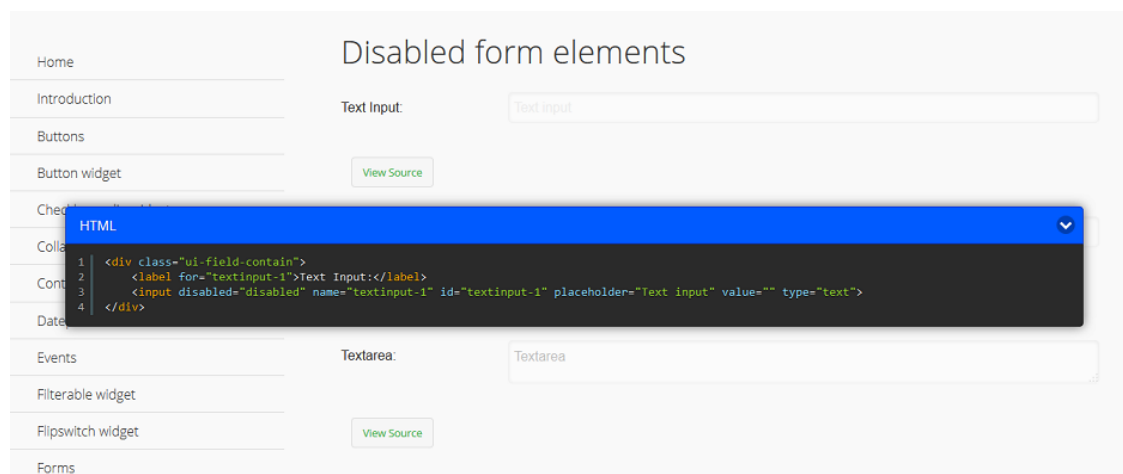 Disabled form elements
Home
Introduction
Buttons
Button widget
Events
Filterable widget
Flipswitch widget
Forms
Text Input:
Text input
View Source
HTML
1 <div class="ui-field-contain">
2 <label for="textinput-1">Text Input:</label>
3 <input disabled="disabled" name="textinput-1" id="textinput-1" placeholder="Text input" value="" type="text">
4 </div>
Textarea:
Textarea
View Source